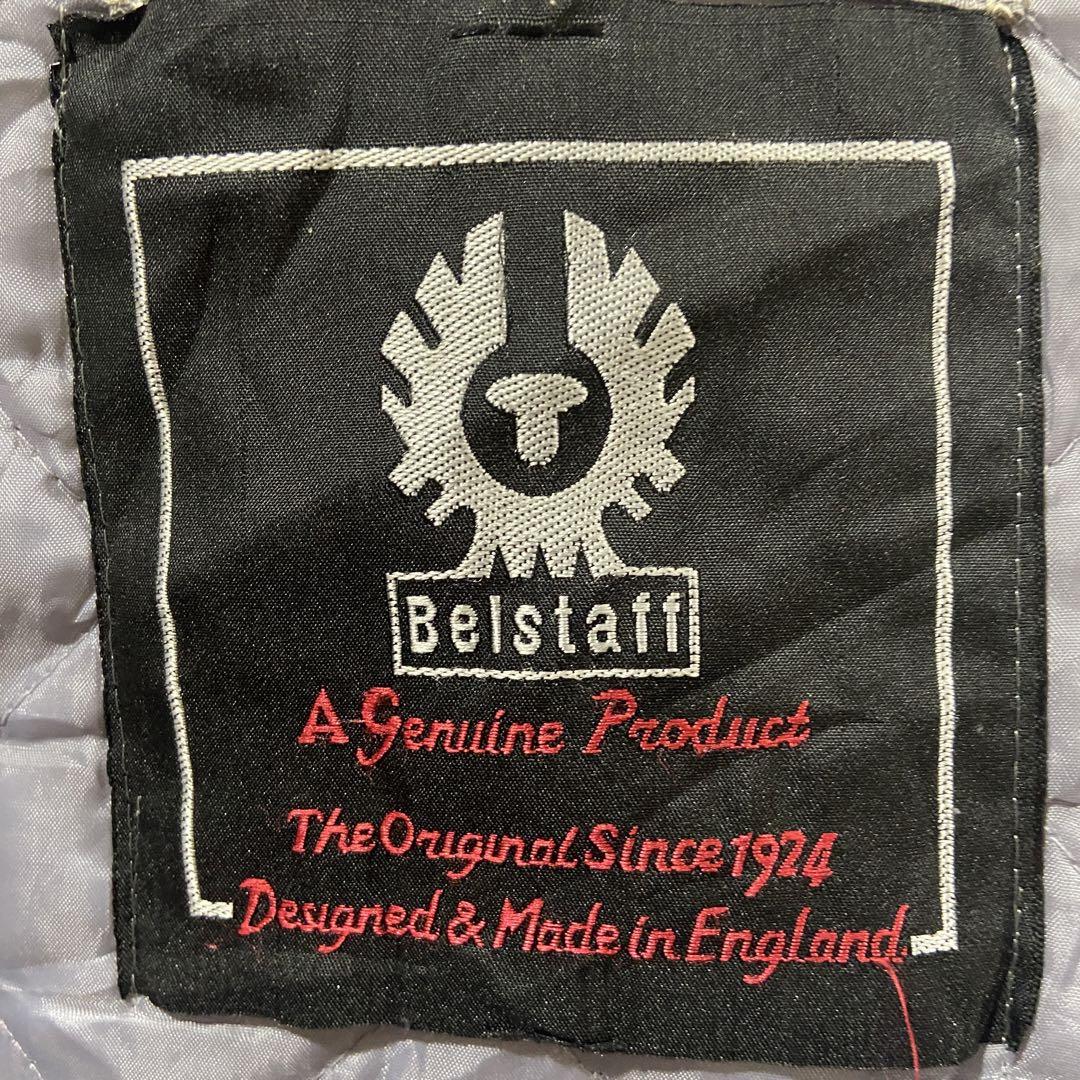 Belstaff
A Genuine Product
The Original Since 1924
Designed & Made in England